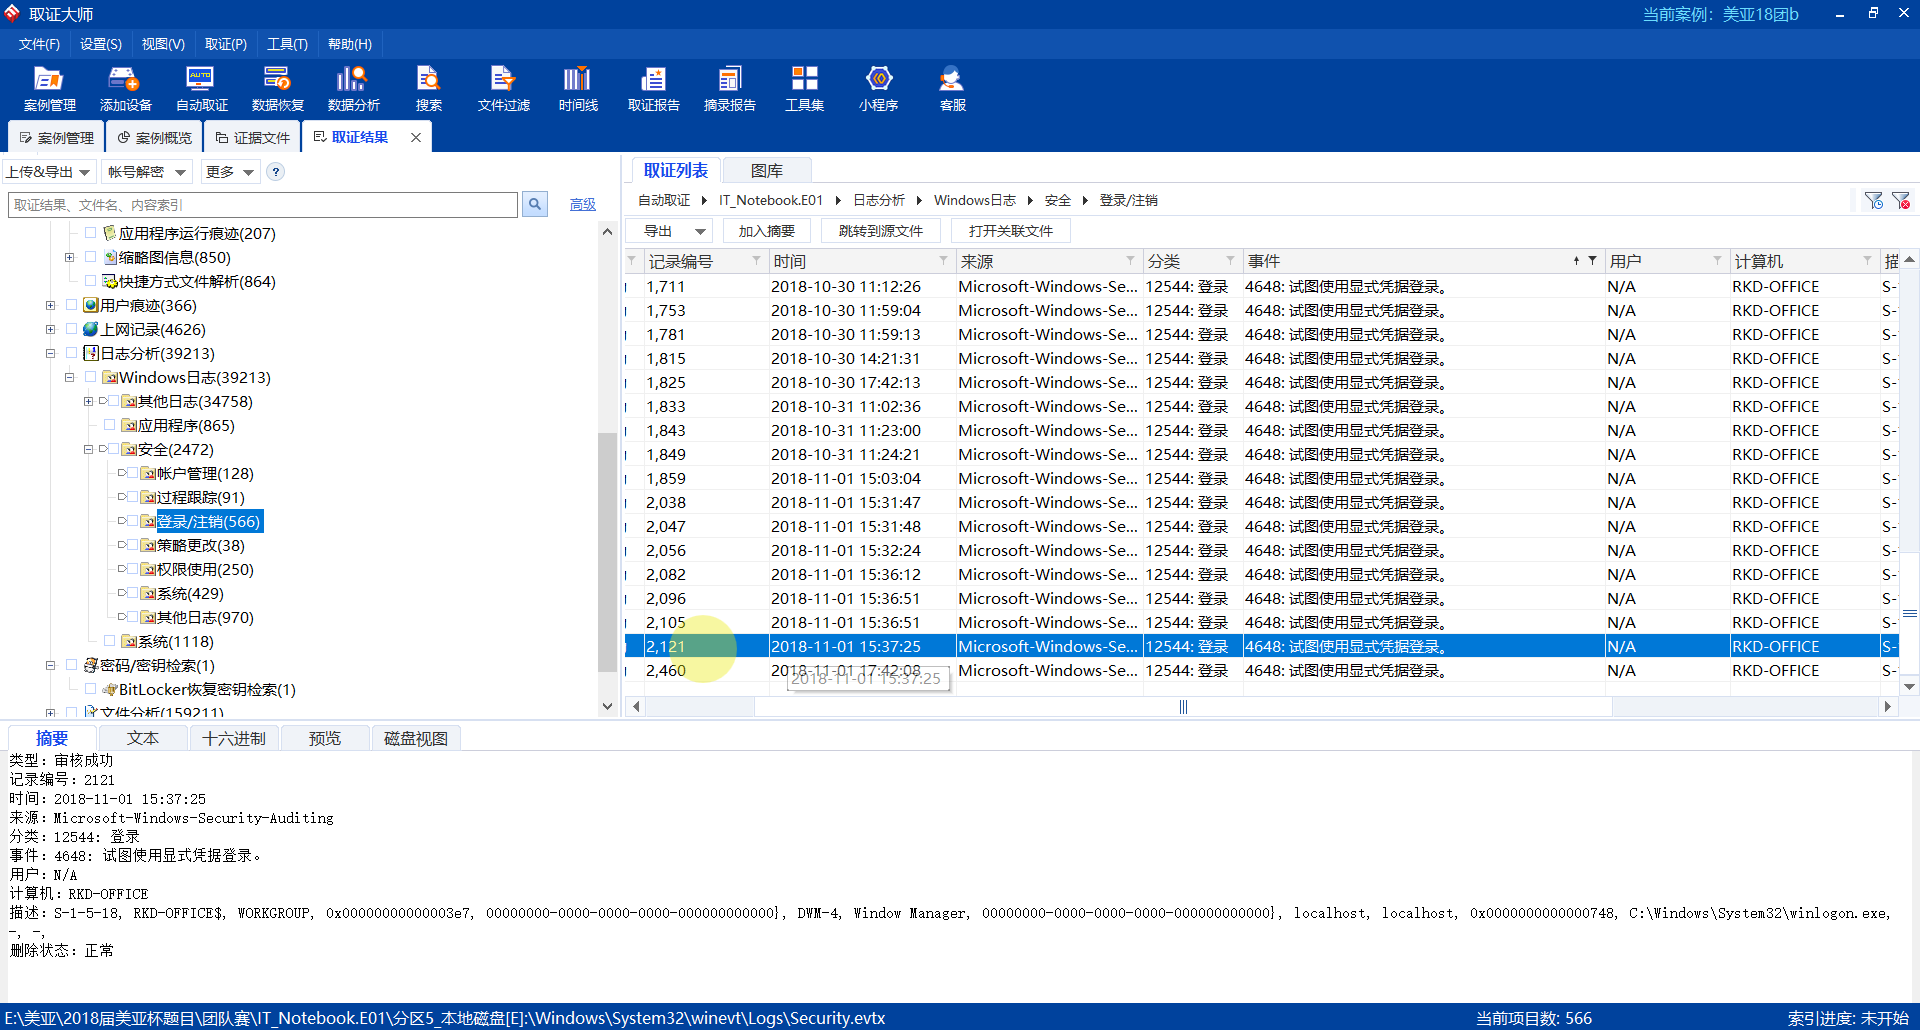 取证大师
当前案例：美亚18团b
文件(F) 设置(S) 视图(V) 取证(P) 工具(T) 帮助(H)
案例管理 添加设备 自动取证 数据恢复 数据分析 搜索 文件过滤 时间线 取证报告 摘录报告 工具集 小程序 客服
案例管理 案例概览 证据文件 取证结果
上传&导出 帐号解密 更多 ?
取证结果、文件名、内容索引 高级
应用程序运行痕迹(207)
缩略图信息(850)
快捷方式文件解析(864)
用户痕迹(366)
上网记录(4626)
日志分析(39213)
Windows日志(39213)
其他日志(34758)
应用程序(865)
安全(2472)
帐户管理(128)
过程跟踪(91)
登录/注销(566)
策略更改(38)
权限使用(250)
系统(429)
其他日志(970)
系统(1118)
密码/密钥检索(1)
BitLocker恢复密钥检索(1)
文件分析(159211)
取证列表 图库
自动取证 IT_Notebook.E01 日志分析 Windows日志 安全 登录/注销
导出 加入摘要 跳转到源文件 打开关联文件
记录编号 时间 来源 分类 事件 用户 计算机 描
1,711 2018-10-30 11:12:26 Microsoft-Windows-Se... 12544: 登录 4648: 试图使用显式凭据登录。 N/A RKD-OFFICE S-
1,753 2018-10-30 11:59:04 Microsoft-Windows-Se... 12544: 登录 4648: 试图使用显式凭据登录。 N/A RKD-OFFICE S-
1,781 2018-10-30 11:59:13 Microsoft-Windows-Se... 12544: 登录 4648: 试图使用显式凭据登录。 N/A RKD-OFFICE S-
1,815 2018-10-30 14:21:31 Microsoft-Windows-Se... 12544: 登录 4648: 试图使用显式凭据登录。 N/A RKD-OFFICE S-
1,825 2018-10-30 17:42:13 Microsoft-Windows-Se... 12544: 登录 4648: 试图使用显式凭据登录。 N/A RKD-OFFICE S-
1,833 2018-10-31 11:02:36 Microsoft-Windows-Se... 12544: 登录 4648: 试图使用显式凭据登录。 N/A RKD-OFFICE S-
1,843 2018-10-31 11:23:00 Microsoft-Windows-Se... 12544: 登录 4648: 试图使用显式凭据登录。 N/A RKD-OFFICE S-
1,849 2018-10-31 11:24:21 Microsoft-Windows-Se... 12544: 登录 4648: 试图使用显式凭据登录。 N/A RKD-OFFICE S-
1,859 2018-11-01 15:03:04 Microsoft-Windows-Se... 12544: 登录 4648: 试图使用显式凭据登录。 N/A RKD-OFFICE S-
2,038 2018-11-01 15:31:47 Microsoft-Windows-Se... 12544: 登录 4648: 试图使用显式凭据登录。 N/A RKD-OFFICE S-
2,047 2018-11-01 15:31:48 Microsoft-Windows-Se... 12544: 登录 4648: 试图使用显式凭据登录。 N/A RKD-OFFICE S-
2,056 2018-11-01 15:32:24 Microsoft-Windows-Se... 12544: 登录 4648: 试图使用显式凭据登录。 N/A RKD-OFFICE S-
2,082 2018-11-01 15:36:12 Microsoft-Windows-Se... 12544: 登录 4648: 试图使用显式凭据登录。 N/A RKD-OFFICE S-
2,096 2018-11-01 15:36:51 Microsoft-Windows-Se... 12544: 登录 4648: 试图使用显式凭据登录。 N/A RKD-OFFICE S-
2,105 2018-11-01 15:36:51 Microsoft-Windows-Se... 12544: 登录 4648: 试图使用显式凭据登录。 N/A RKD-OFFICE S-
2,121 2018-11-01 15:37:25 Microsoft-Windows-Se... 12544: 登录 4648: 试图使用显式凭据登录。 N/A RKD-OFFICE S-
2,460 2018-11-01 17:42:08 Microsoft-Windows-Se... 12544: 登录 4648: 试图使用显式凭据登录。 N/A RKD-OFFICE S-
2018-11-01 15:37:25
摘要 文本 十六进制 预览 磁盘视图
类型：审核成功
记录编号：2121
时间：2018-11-01 15:37:25
来源：Microsoft-Windows-Security-Auditing
分类：12544: 登录
事件：4648: 试图使用显式凭据登录。
用户：N/A
计算机：RKD-OFFICE
描述：S-1-5-18, RKD-OFFICE$, WORKGROUP, 0x00000000000003e7, 00000000-0000-0000-0000-000000000000}, DWM-4, Window Manager, 00000000-0000-0000-0000-000000000000}, localhost, localhost, 0x0000000000000748, C:\Windows\System32\winlogon.exe,
-, -,
删除状态：正常
E:\美亚\2018届美亚杯题目\团队赛\IT_Notebook.E01\分区5_本地磁盘[E]:\Windows\System32\winevt\Logs\Security.evtx
当前项目数: 566 索引进度: 未开始